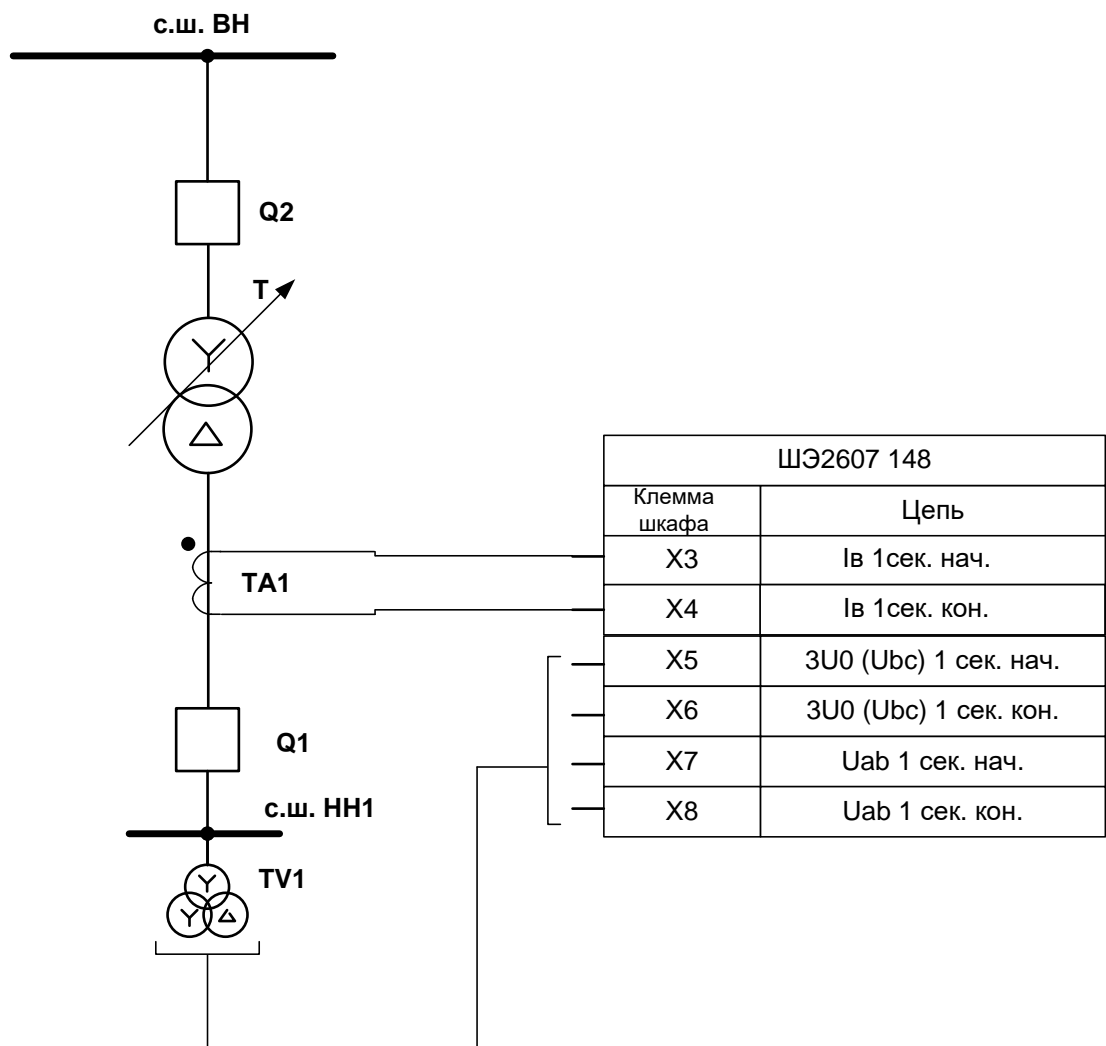 с.ш. ВН
Q2
T
ШЭ2607 148
Клемма
шкафа
Цепь
X3
Iв 1сек. нач.
TA1
X4
Iв 1сек. кон.
X5
3U0 (Ubc) 1 сек. нач.
X6
3U0 (Ubc) 1 сек. кон.
Q1
X7
Uab 1 сек. нач.
с.ш. НН1
X8
Uab 1 сек. кон.
TV1